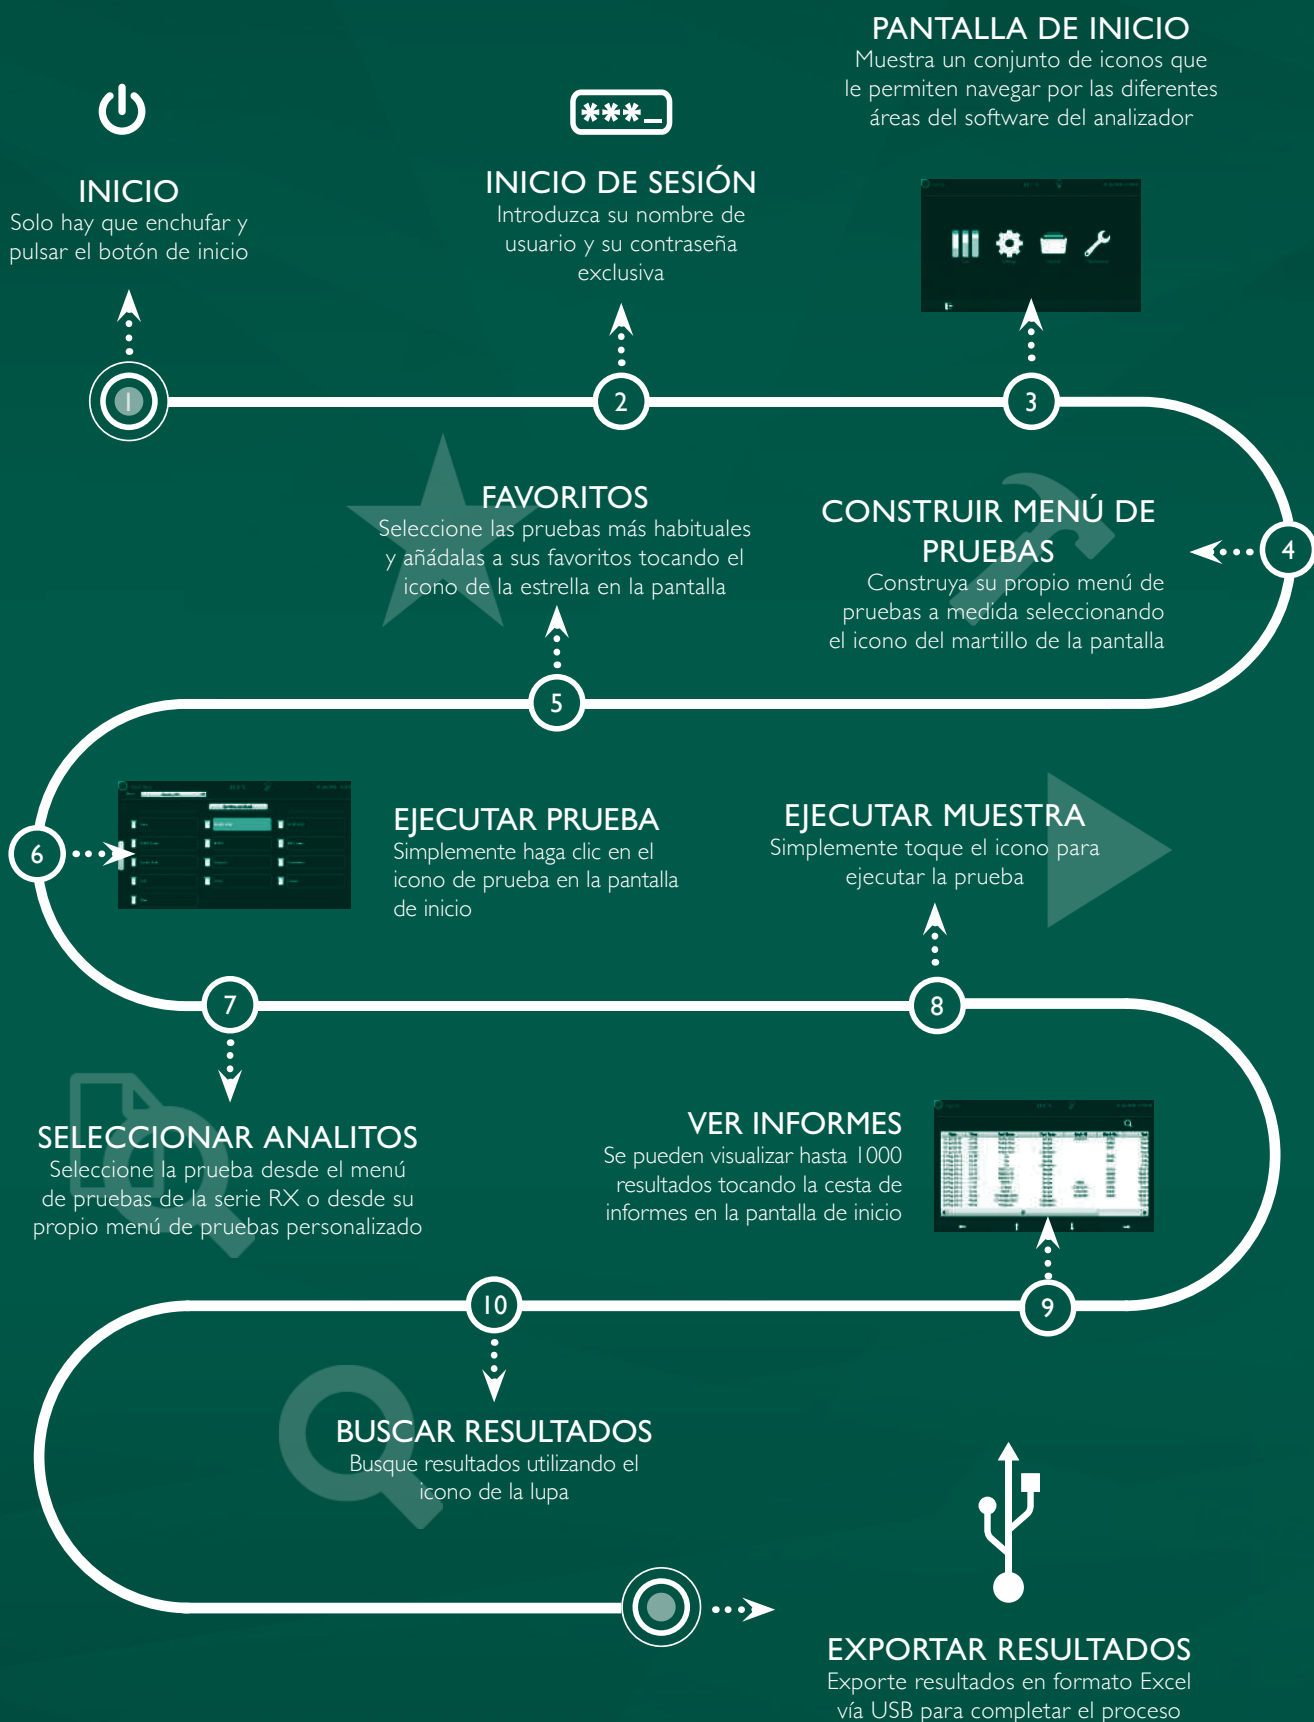 PANTALLA DE INICIO
Muestra un conjunto de iconos que
le permiten navegar por las diferentes
áreas del software del analizador
***_
INICIO
Solo hay que enchufar y
pulsar el botón de inicio
INICIO DE SESIÓN
Introduzca su nombre de
usuario y su contraseña
exclusiva
1
2
3
FAVORITOS
Seleccione las pruebas más habituales
y añádalas a sus favoritos tocando el
icono de la estrella en la pantalla
CONSTRUIR MENÚ DE
PRUEBAS
Construya su propio menú de
pruebas a medida seleccionando
el icono del martillo de la pantalla
4
5
6
EJECUTAR PRUEBA
Simplemente haga clic en el
icono de prueba en la pantalla
de inicio
EJECUTAR MUESTRA
Simplemente toque el icono para
ejecutar la prueba
7
8
SELECCIONAR ANALITOS
Seleccione la prueba desde el menú
de pruebas de la serie RX o desde su
propio menú de pruebas personalizado
VER INFORMES
Se pueden visualizar hasta 1000
resultados tocando la cesta de
informes en la pantalla de inicio
10
9
BUSCAR RESULTADOS
Busque resultados utilizando el
icono de la lupa
EXPORTAR RESULTADOS
Exporte resultados en formato Excel
vía USB para completar el proceso